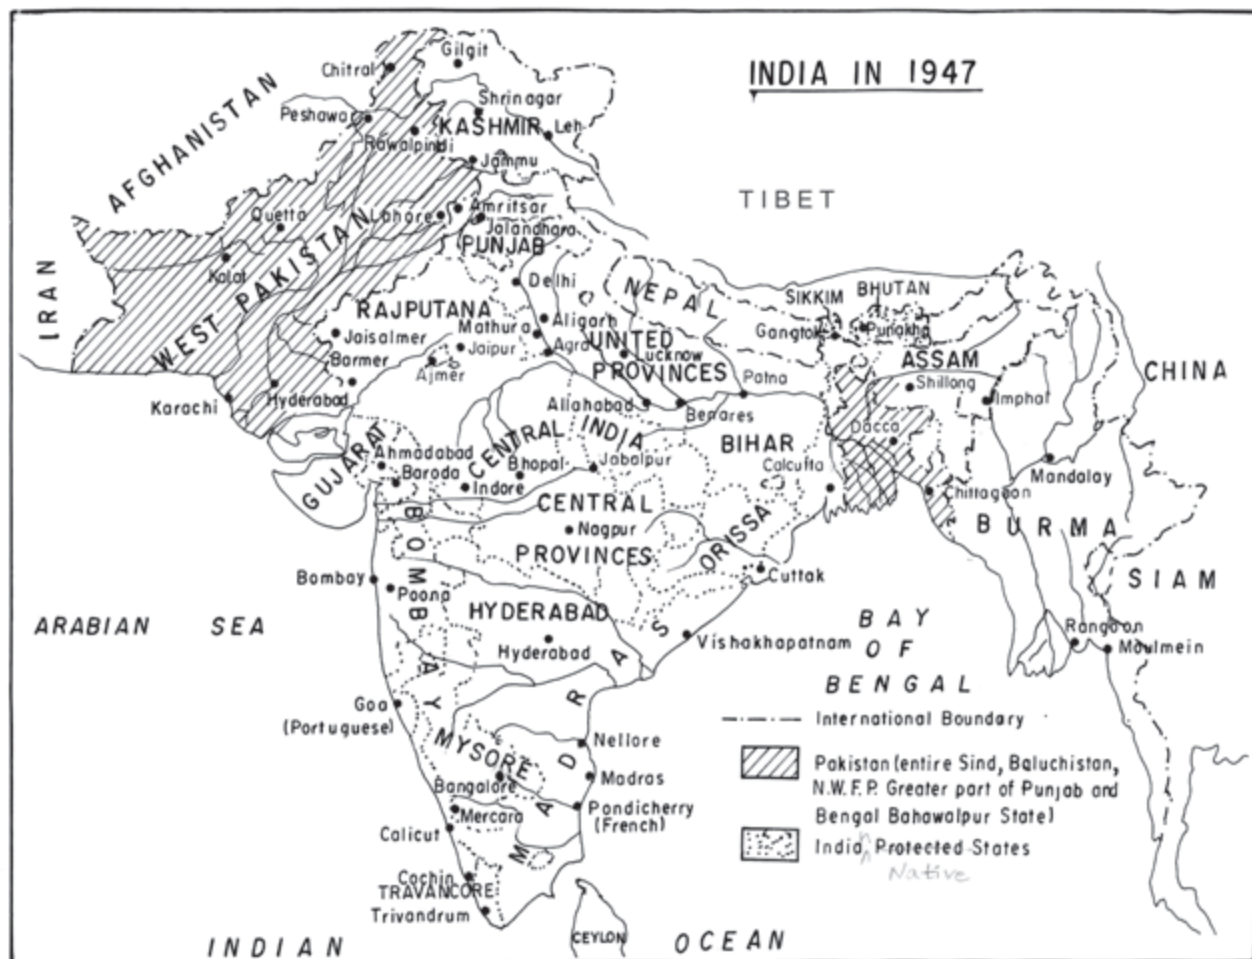 INDIA IN 1947
Gilgit
Chitral
AFGHANISTAN
Shrinagar
Peshawar
KASHMIR
Leh
Rawalpindi
Jammu
TIBET
Quetta
Lahore
Amritsar
Jalandhara
PUNJAB
Kalat
WEST PAKISTAN
IRAN
Delhi
NEPAL
SIKKIM
BHUTAN
RAJPUTANA
Jaisalmer
Mathura
Aligarh
UNITED
PROVINCES
Gangtok
Punakha
ASSAM
Barmer
Jaipur
Agra
Lucknow
Ajmer
Patna
Shillong
CHINA
Karachi
Hyderabad
Allahabad
Benares
Imphal
GUJARAT
CENTRAL INDIA
BIHAR
Dacca
Ahmadabad
Baroda
Bhopal
Jabalpur
Calcutta
Mandalay
Indore
Chittagoan
CENTRAL
PROVINCES
Nagpur
ORISSA
BURMA
BOMBAY
Bombay
Poona
Cuttak
SIAM
HYDERABAD
Hyderabad
Vishakhapatnam
ARABIAN SEA
BAY
OF
BENGAL
Rangoon
Moulmein
MADRAS
Goa
(Portuguese)
MYSORE
Nellore
Bangalore
Madras
Mercara
Pondicherry
(French)
Calicut
Cochin
TRAVANCORE
Trivandrum
CEYLON
INDIAN OCEAN
International Boundary
Pakistan (entire Sind, Baluchistan,
N.W.F.P. Greater part of Punjab and
Bengal Bahawalpur State)
Indian Protected States
Native